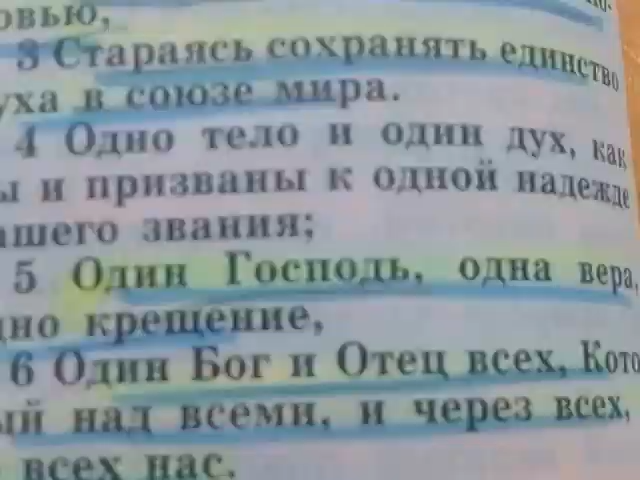 овью,
3 Стараясь сохранять единство
уха в союзе мира.
4 Одно тело и один дух, как
ы и призваны к одной надежде
ашего звания;
5 Один Господь, одна вера,
дно крещение,
6 Один Бог и Отец всех, Кото
ый над всеми, и через всех,
всех нас.